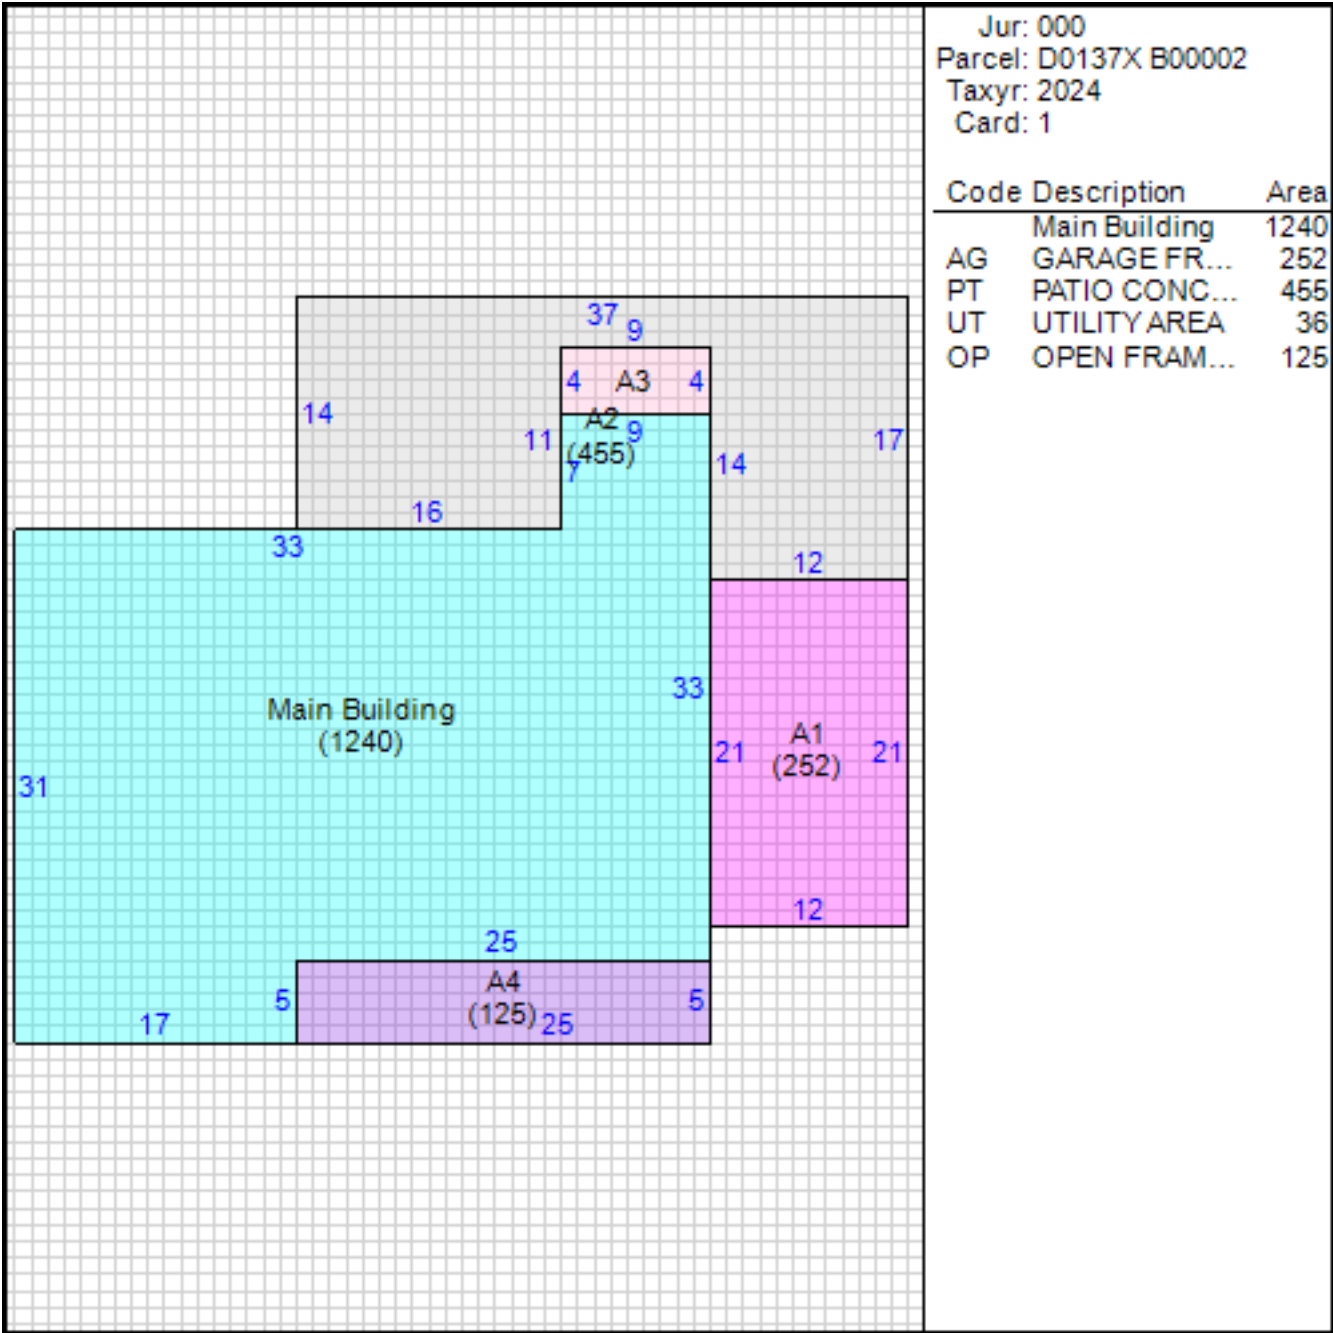 Jur: 000
Parcel: D0137X B00002
Taxyr: 2024
Card: 1
Code Description Area
Main Building 1240
AG GARAGE FR... 252
PT PATIO CONC... 455
UT UTILITY AREA 36
OP OPEN FRAM... 125
37
9
4 A3 4
14
A2
9
11
(455)
17
14
7
16
33
12
33
Main Building
(1240)
A1
21
21
(252)
31
12
25
A4
5
5
(125)
25
17